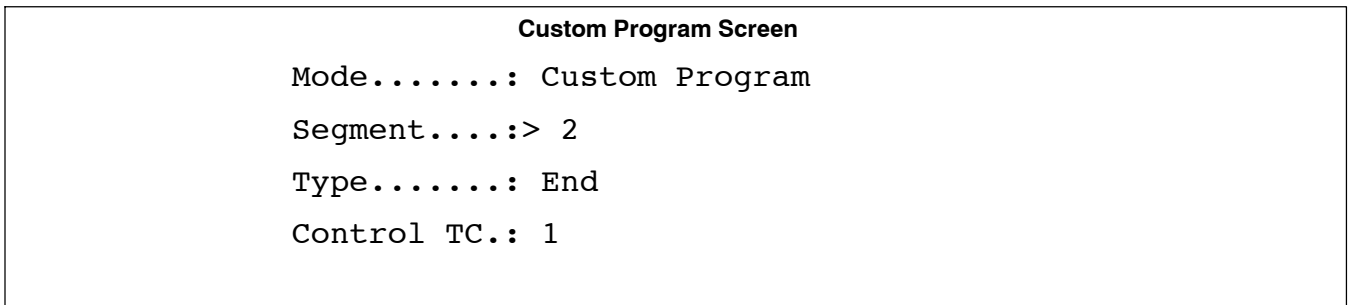 Custom Program Screen
Mode.......: Custom Program
Segment....:> 2
Type.......: End
Control TC.: 1